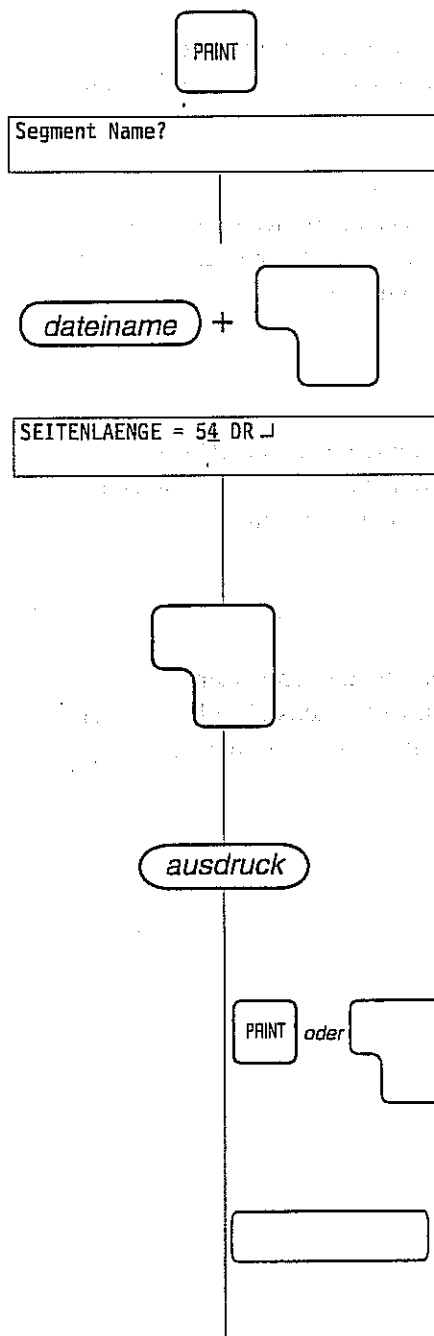 PRINT
Segment Name?
dateiname +
SEITENLAENGE = 54 DR ↵
ausdruck
PRINT oder